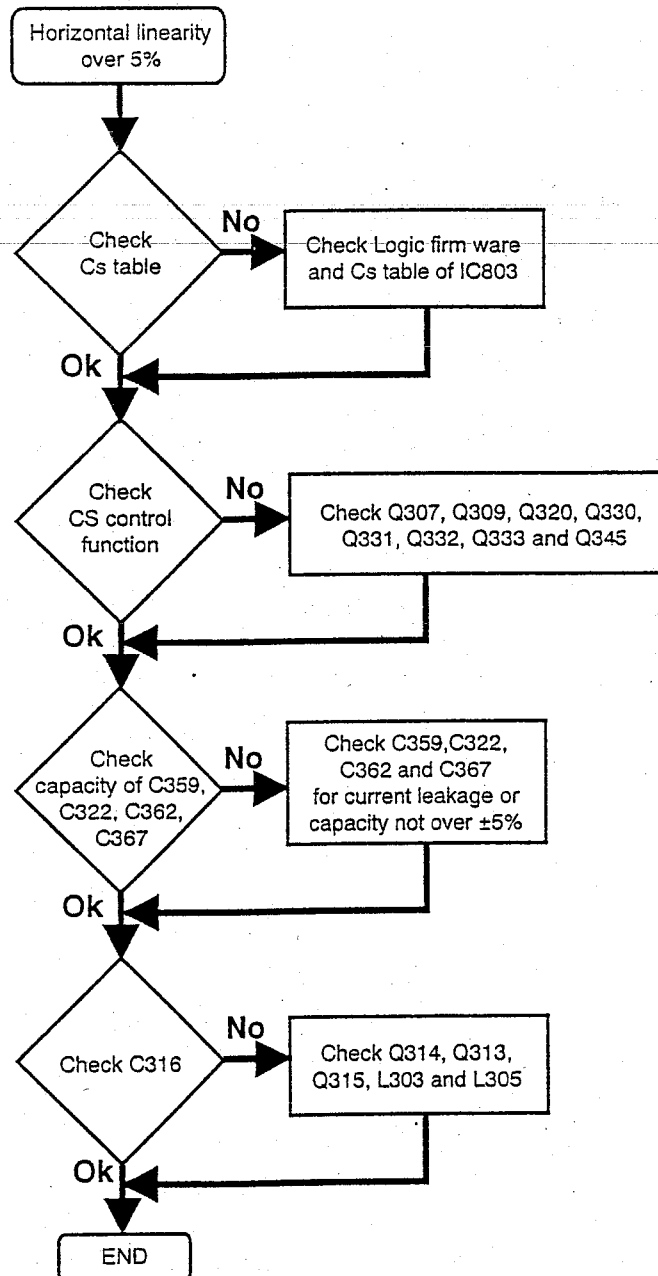 Horizontal linearity
over 5%
Check
Cs table
No
Check Logic firm ware
and Cs table of IC803
Ok
Check
CS control
function
No
Check Q307, Q309, Q320, Q330,
Q331, Q332, Q333 and Q345
Ok
Check
capacity of C359,
C322, C362,
C367
No
Check C359,C322,
C362 and C367
for current leakage or
capacity not over ±5%
Ok
Check C316
No
Check Q314, Q313,
Q315, L303 and L305
Ok
END